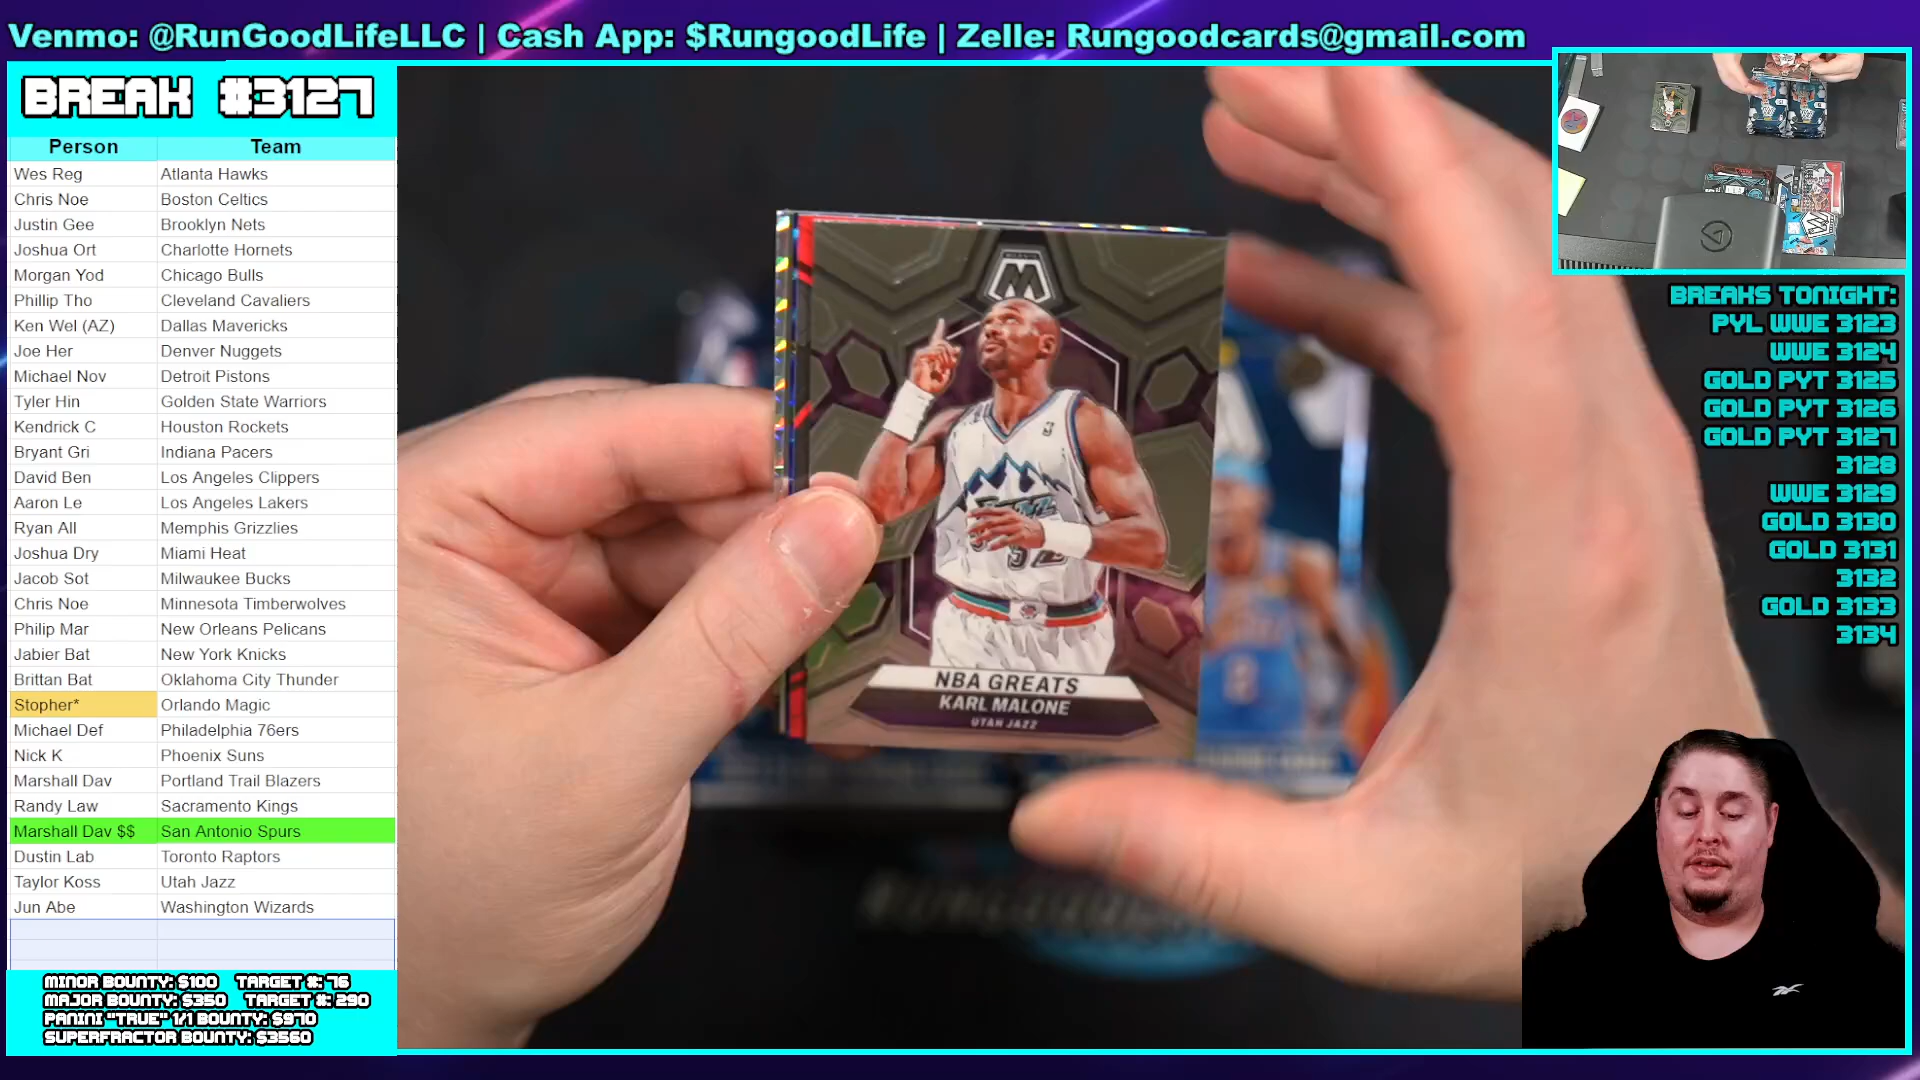 Venmo: @RunGoodLifeLLC | Cash App: $RungoodLife | Zelle: Rungoodcards@gmail.com
BREAK #3127
Person Team
Wes Reg Atlanta Hawks
Chris Noe Boston Celtics
Justin Gee Brooklyn Nets
Joshua Ort Charlotte Hornets
Morgan Yod Chicago Bulls
Phillip Tho Cleveland Cavaliers
Ken Wel (AZ) Dallas Mavericks
Joe Her Denver Nuggets
Michael Nov Detroit Pistons
Tyler Hin Golden State Warriors
Kendrick C Houston Rockets
Bryant Gri Indiana Pacers
David Ben Los Angeles Clippers
Aaron Le Los Angeles Lakers
Ryan All Memphis Grizzlies
Joshua Dry Miami Heat
Jacob Sot Milwaukee Bucks
Chris Noe Minnesota Timberwolves
Philip Mar New Orleans Pelicans
Jabier Bat New York Knicks
Brittan Bat Oklahoma City Thunder
Stopher* Orlando Magic
Michael Def Philadelphia 76ers
Nick K Phoenix Suns
Marshall Dav Portland Trail Blazers
Randy Law Sacramento Kings
Marshall Dav $$ San Antonio Spurs
Dustin Lab Toronto Raptors
Taylor Koss Utah Jazz
Jun Abe Washington Wizards
MINOR BOUNTY: $100 TARGET #: 76
MAJOR BOUNTY: $350 TARGET #: 290
PANINI "TRUE" 1/1 BOUNTY: $970
SUPERFRACTOR BOUNTY: $3560
M
32
NBA GREATS
KARL MALONE
UTAH JAZZ
BREAKS TONIGHT:
PYL WWE 3123
WWE 3124
GOLD PYT 3125
GOLD PYT 3126
GOLD PYT 3127
3128
WWE 3129
GOLD 3130
GOLD 3131
3132
GOLD 3133
3134